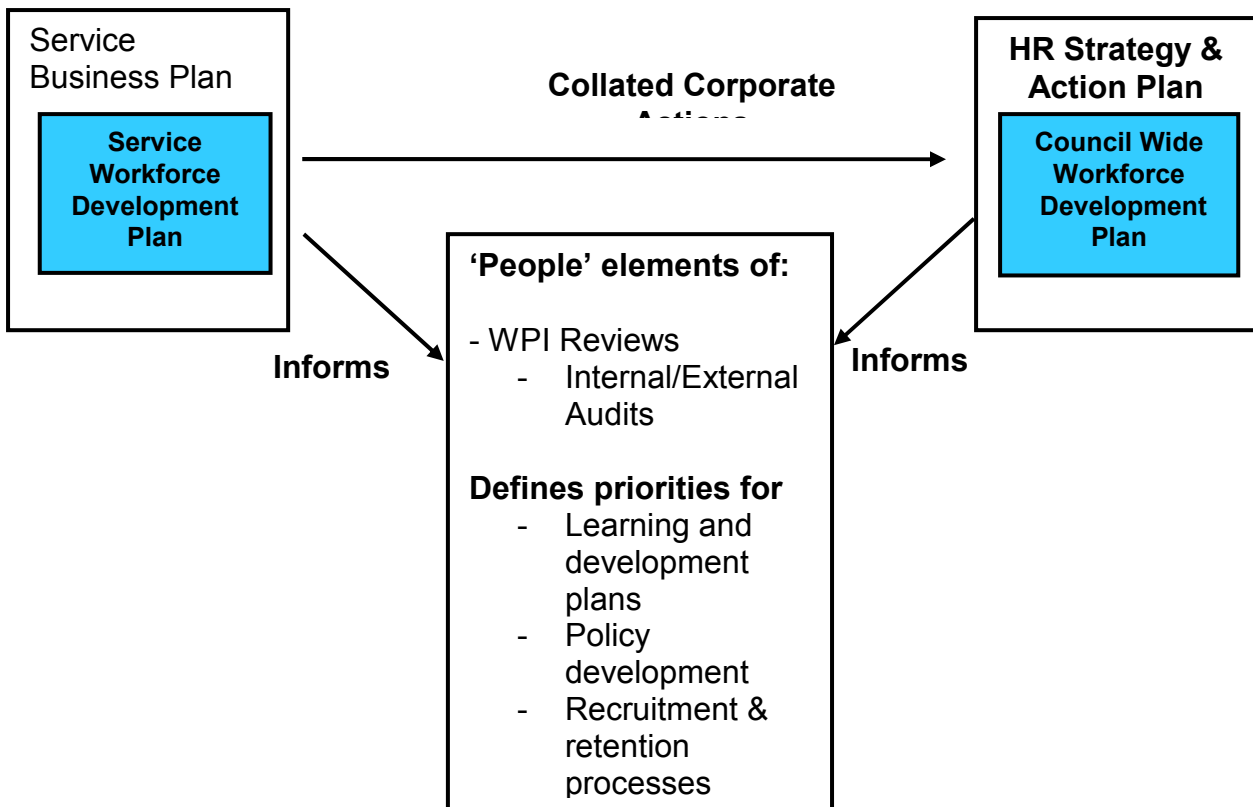 Service
Business Plan
Service
Workforce
Development
Plan
Collated Corporate
Actions
HR Strategy &
Action Plan
Council Wide
Workforce
Development
Plan
Informs
‘People’ elements of:
- WPI Reviews
- Internal/External
Audits
Defines priorities for
- Learning and
development
plans
- Policy
development
- Recruitment &
retention
processes
Informs